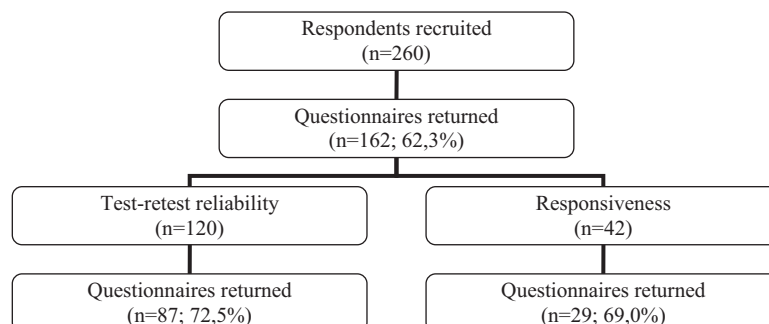 Respondents recruited
(n=260)
Questionnaires returned
(n=162; 62,3%)
Test-retest reliability
(n=120)
Responsiveness
(n=42)
Questionnaires returned
(n=87; 72,5%)
Questionnaires returned
(n=29; 69,0%)